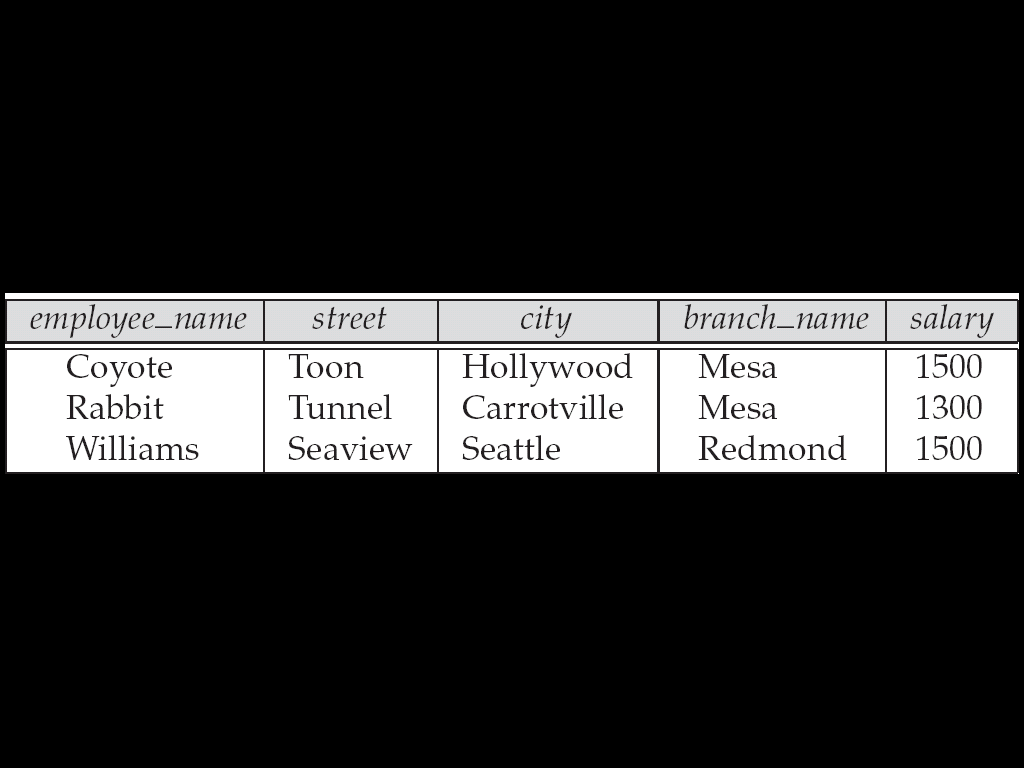 employee_name street city branch_name salary
Coyote Toon Hollywood Mesa 1500
Rabbit Tunnel Carrotville Mesa 1300
Williams Seaview Seattle Redmond 1500